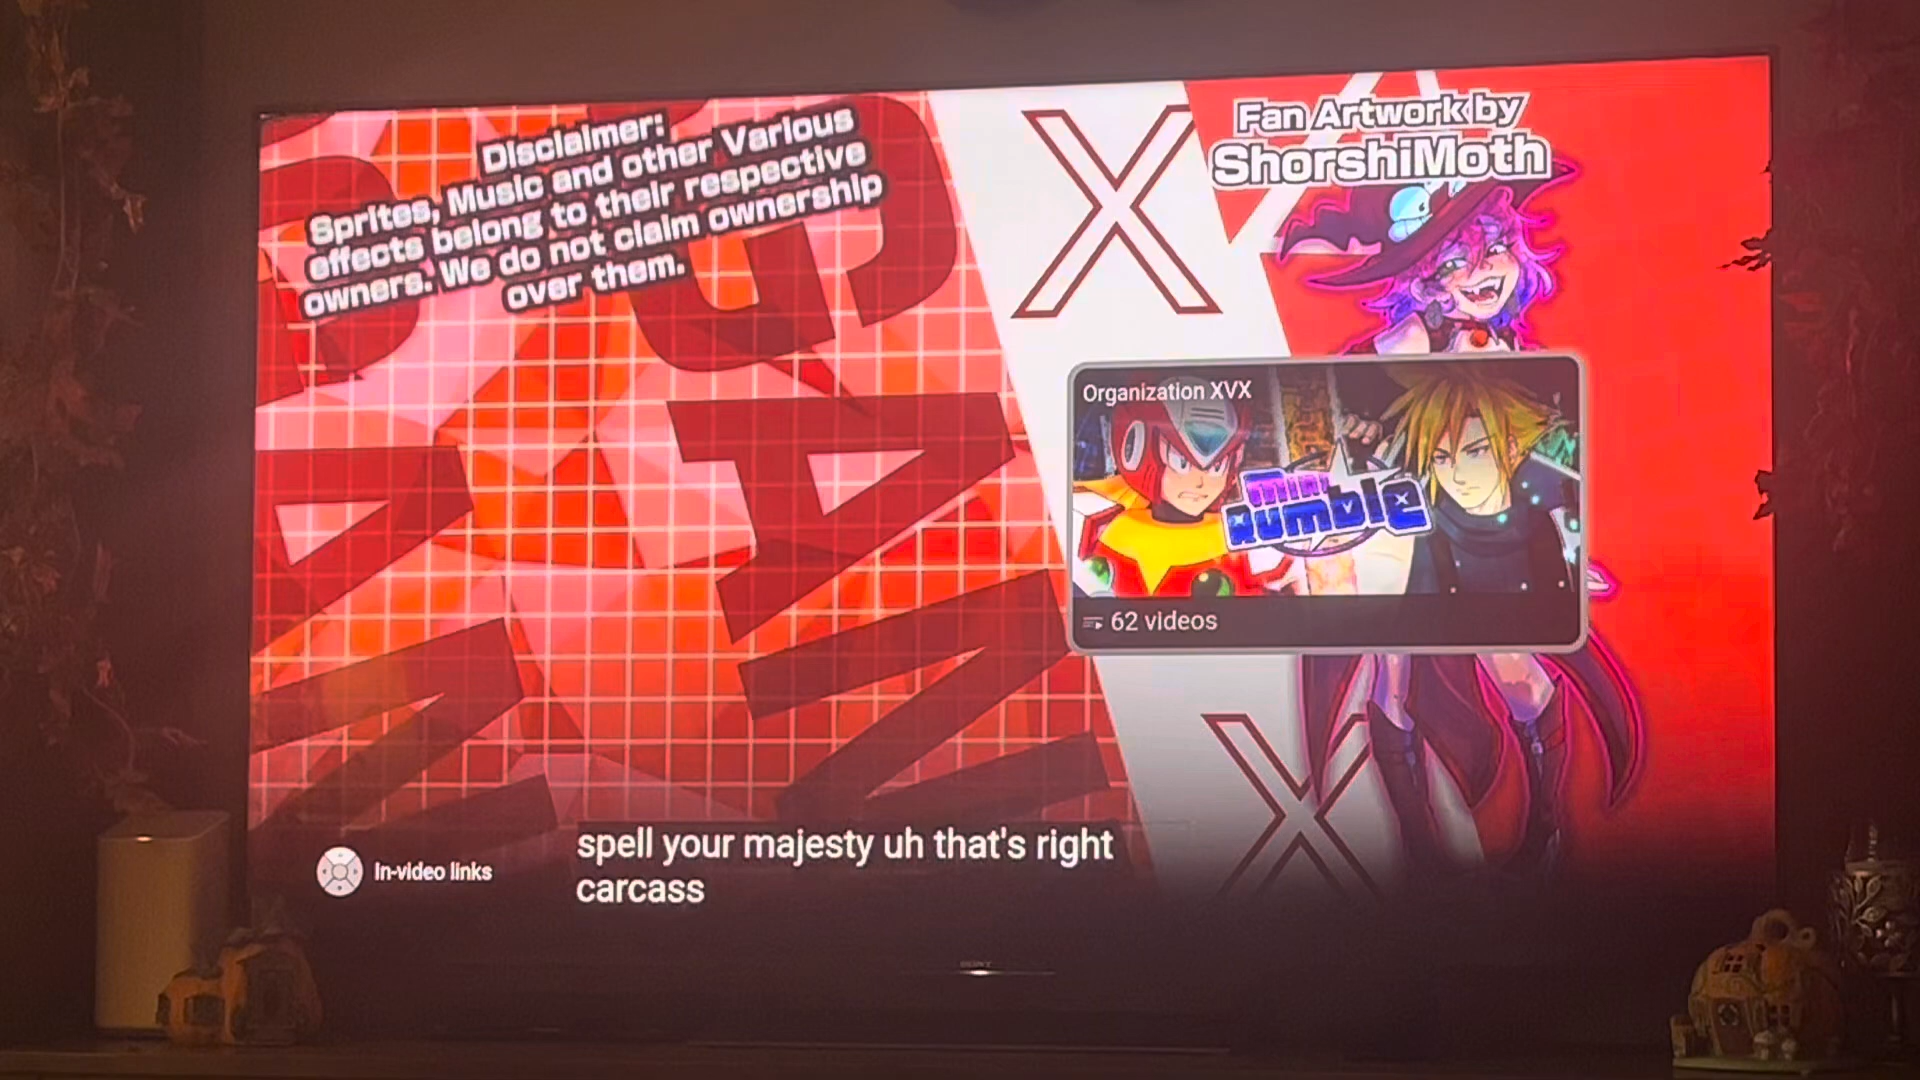 Disclaimer:
Sprites, Music and other Various
effects belong to their respective
owners. We do not claim ownership
over them.
X
Fan Artwork by
ShorshiMoth
Organization XVX
mini
Rumble
62 videos
X
In-video links
spell your majesty uh that's right
carcass
SONY